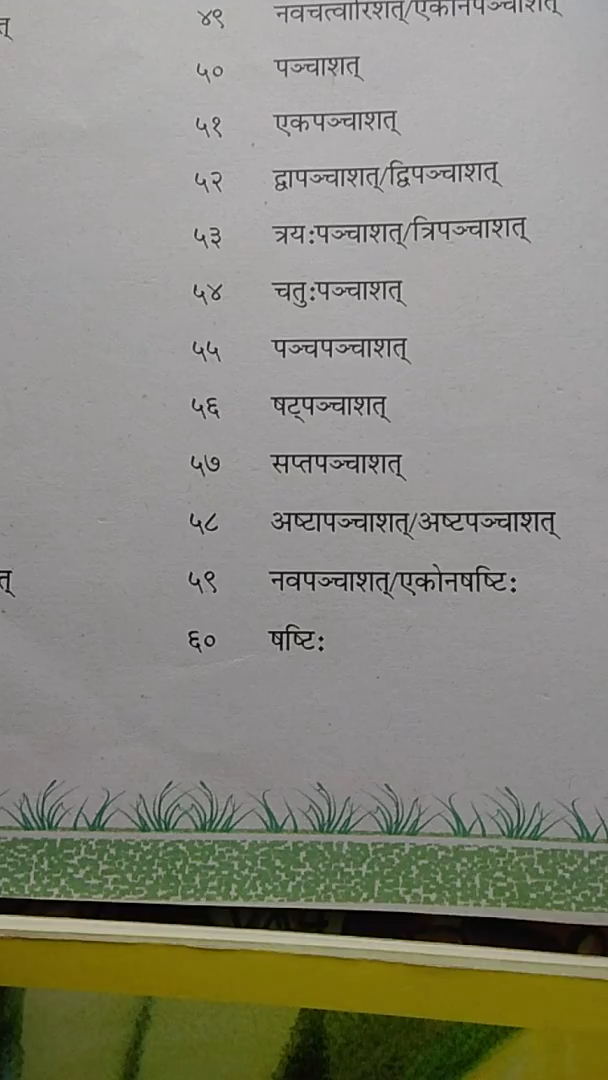 ४९ नवचत्वारिंशत्/एकोनपञ्चाशत्
५० पञ्चाशत्
५१ एकपञ्चाशत्
५२ द्वापञ्चाशत्/द्विपञ्चाशत्
५३ त्रयःपञ्चाशत्/त्रिपञ्चाशत्
५४ चतुःपञ्चाशत्
५५ पञ्चपञ्चाशत्
५६ षट्पञ्चाशत्
५७ सप्तपञ्चाशत्
५८ अष्टापञ्चाशत्/अष्टपञ्चाशत्
५९ नवपञ्चाशत्/एकोनषष्टिः
६० षष्टिः